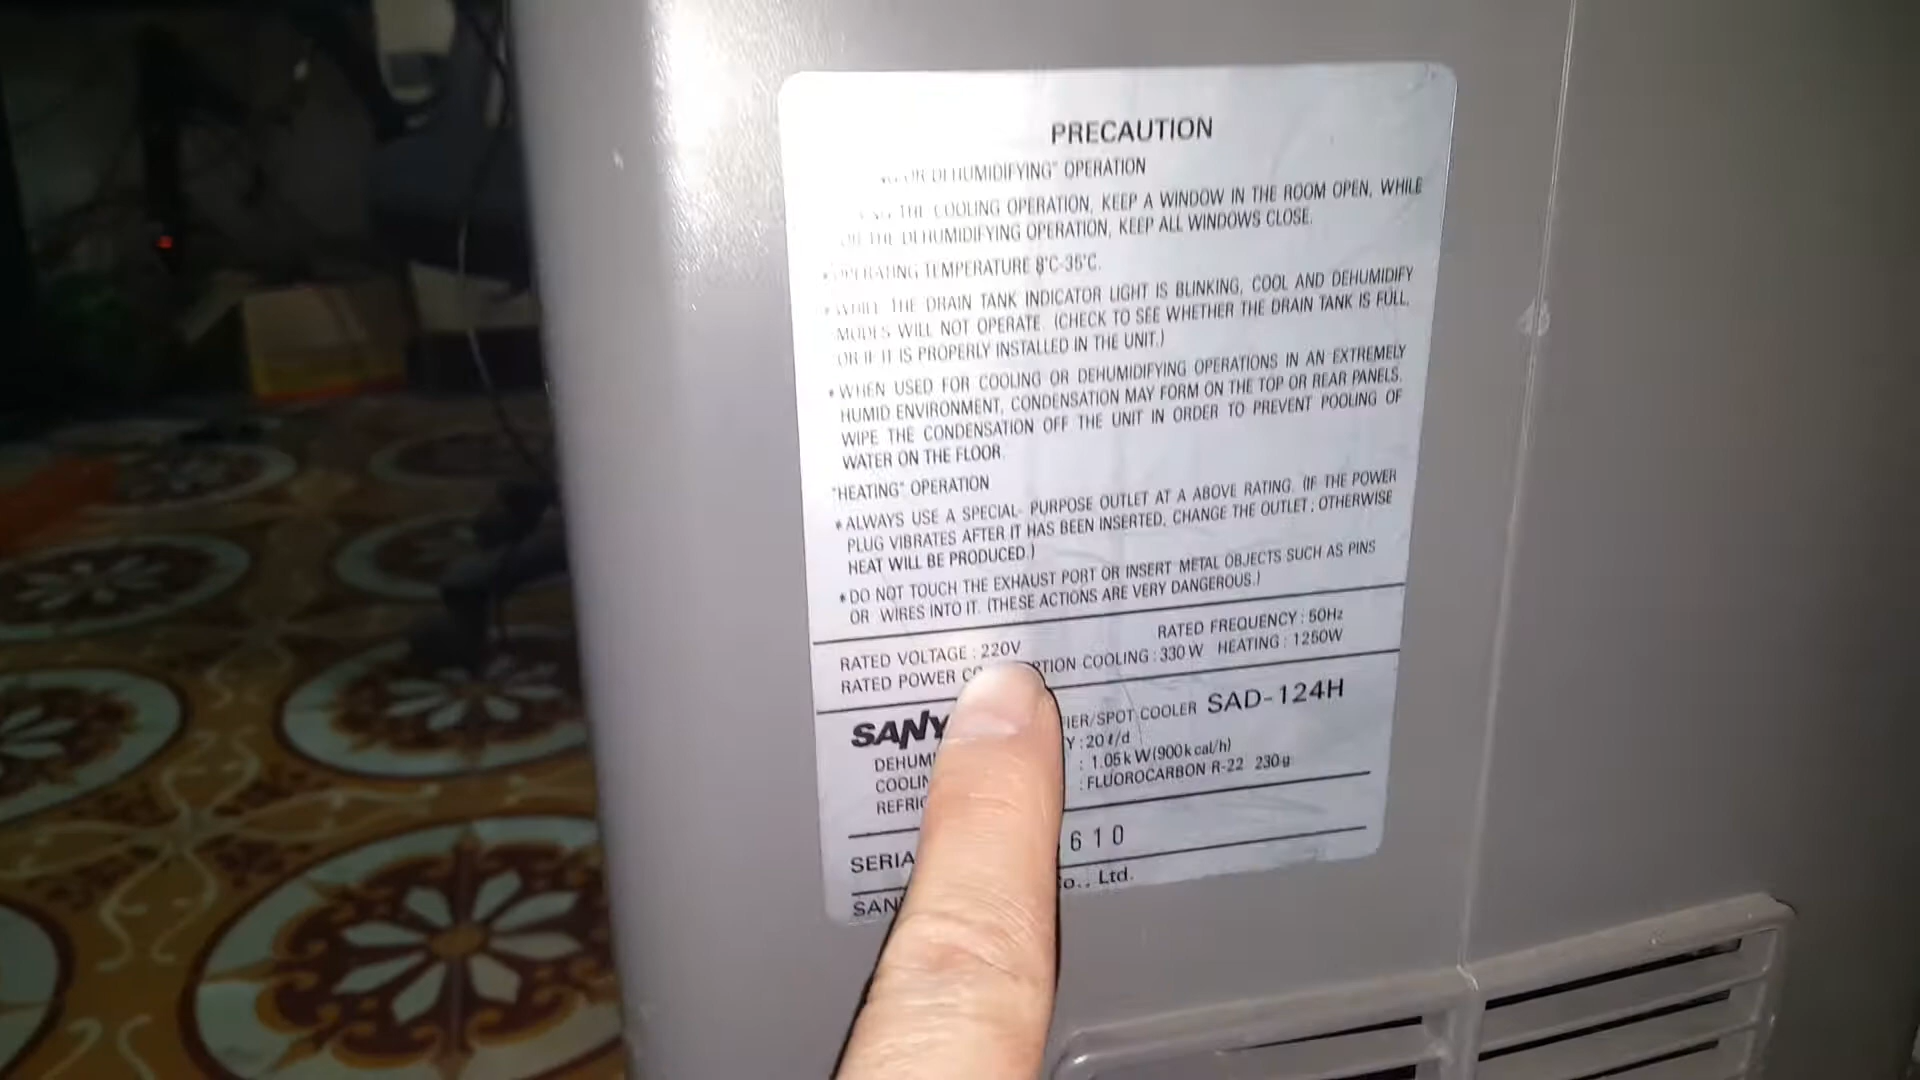 PRECAUTION
DEHUMIDIFYING" OPERATION
THE COOLING OPERATION, KEEP A WINDOW IN THE ROOM OPEN, WHILE
THE DEHUMIDIFYING OPERATION, KEEP ALL WINDOWS CLOSE.
* OPERATING TEMPERATURE 8°C-35°C.
* WHILE THE DRAIN TANK INDICATOR LIGHT IS BLINKING, COOL AND DEHUMIDIFY
MODES WILL NOT OPERATE. (CHECK TO SEE WHETHER THE DRAIN TANK IS FULL,
OR IF IT IS PROPERLY INSTALLED IN THE UNIT.)
* WHEN USED FOR COOLING OR DEHUMIDIFYING OPERATIONS IN AN EXTREMELY
HUMID ENVIRONMENT, CONDENSATION MAY FORM ON THE TOP OR REAR PANELS.
WIPE THE CONDENSATION OFF THE UNIT IN ORDER TO PREVENT POOLING OF
WATER ON THE FLOOR.
"HEATING" OPERATION
* ALWAYS USE A SPECIAL- PURPOSE OUTLET AT A ABOVE RATING. (IF THE POWER
PLUG VIBRATES AFTER IT HAS BEEN INSERTED, CHANGE THE OUTLET ; OTHERWISE
HEAT WILL BE PRODUCED.)
* DO NOT TOUCH THE EXHAUST PORT OR INSERT METAL OBJECTS SUCH AS PINS
OR WIRES INTO IT. (THESE ACTIONS ARE VERY DANGEROUS.)
RATED VOLTAGE : 220V RATED FREQUENCY : 50Hz
RATED POWER COOLING : 330 W HEATING : 1250W
/SPOT COOLER SAD-124H
: 20 ℓ/d
: 1.05 k W (900 k cal/h)
: FLUOROCARBON R-22 230 g
610
Co., Ltd.